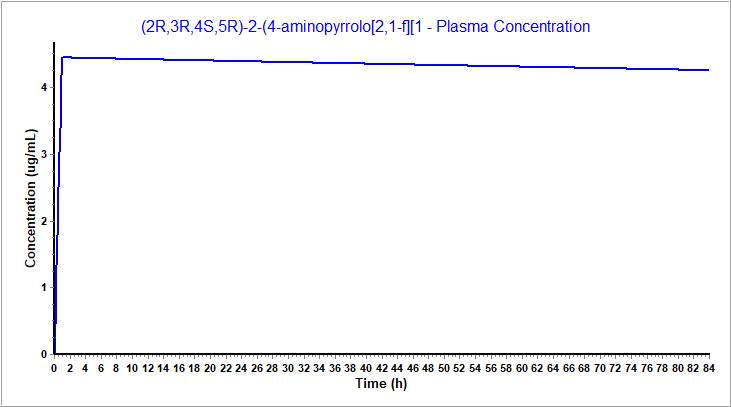 (2R,3R,4S,5R)-2-(4-aminopyrrolo[2,1-f][1 - Plasma Concentration
Concentration (ug/mL)
4
3
2
1
0
0 2 4 6 8 10 12 14 16 18 20 22 24 26 28 30 32 34 36 38 40 42 44 46 48 50 52 54 56 58 60 62 64 66 68 70 72 74 76 78 80 82 84
Time (h)